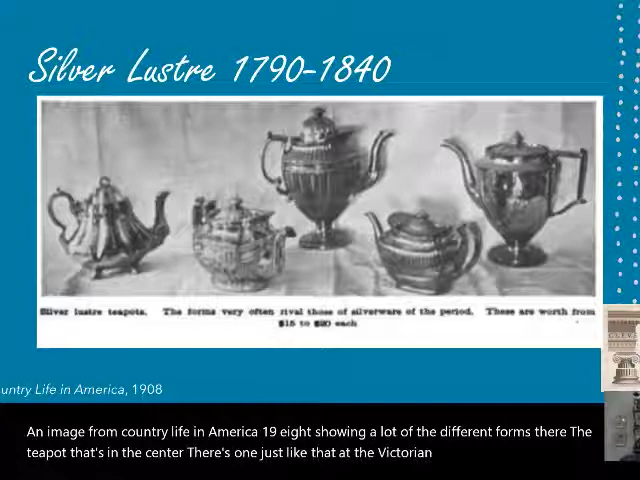 Silver Lustre 1790-1840
Silver lustre teapots. The forms very often rival those of silverware of the period. These are worth from
$15 to $20 each
untry Life in America, 1908
An image from country life in America 19 eight showing a lot of the different forms there The
teapot that's in the center There's one just like that at the Victorian